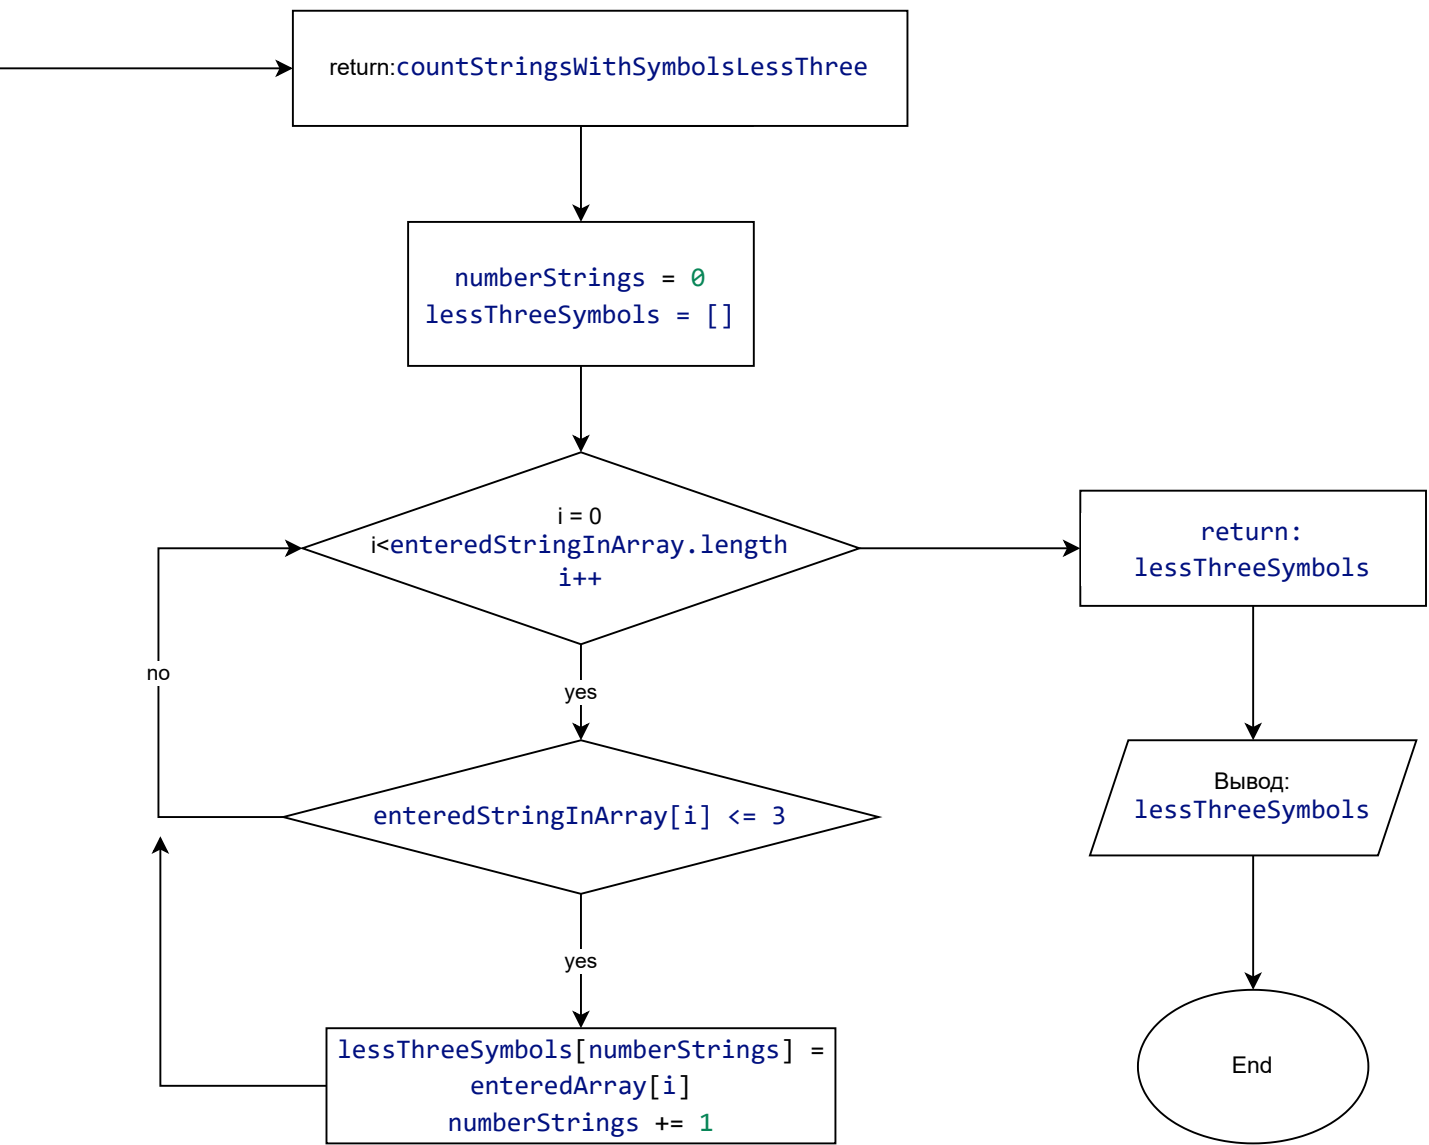 return:countStringsWithSymbolsLessThree
numberStrings = 0
lessThreeSymbols = []
i = 0
i<enteredStringInArray.length
i++
return:
lessThreeSymbols
no
yes
enteredStringInArray[i] <= 3
Вывод:
lessThreeSymbols
yes
lessThreeSymbols[numberStrings] =
enteredArray[i]
numberStrings += 1
End